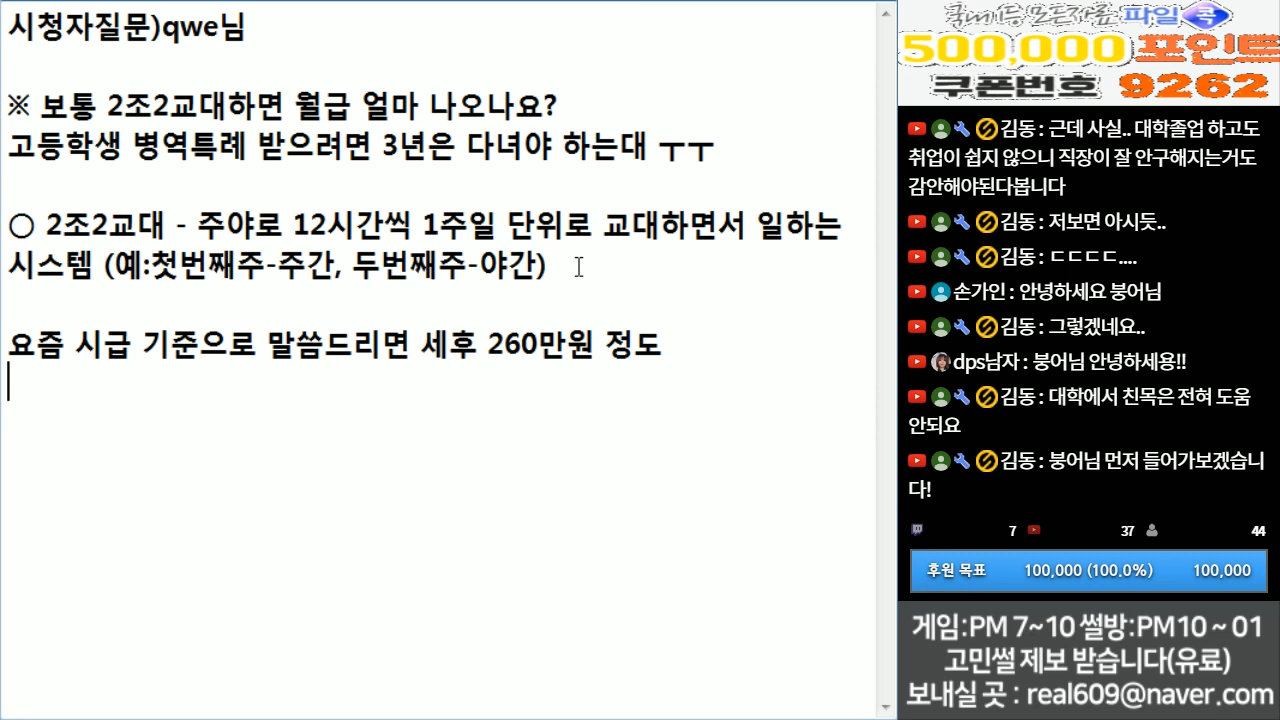 시청자질문)qwe님
※ 보통 2조2교대하면 월급 얼마 나오나요?
고등학생 병역특례 받으려면 3년은 다녀야 하는대 ㅜㅜ
○ 2조2교대 - 주야로 12시간씩 1주일 단위로 교대하면서 일하는
시스템 (예:첫번째주-주간, 두번째주-야간)
요즘 시급 기준으로 말씀드리면 세후 260만원 정도
국내 1등 모든자료 파일 콕
500,000 포인트
쿠폰번호 9262
김동 : 근데 사실.. 대학졸업 하고도
취업이 쉽지 않으니 직장이 잘 안구해지는거도
감안해야된다봅니다
김동 : 저보면 아시듯..
김동 : ㄷㄷㄷㄷ....
손가인 : 안녕하세요 붕어님
김동 : 그렇겠네요..
dps남자 : 붕어님 안녕하세용!!
김동 : 대학에서 친목은 전혀 도움
안되요
김동 : 붕어님 먼저 들어가보겠습니
다!
7 37 44
후원 목표 100,000 (100.0%) 100,000
게임:PM 7~10 썰방:PM10 ~ 01
고민썰 제보 받습니다(유료)
보내실 곳 : real609@naver.com